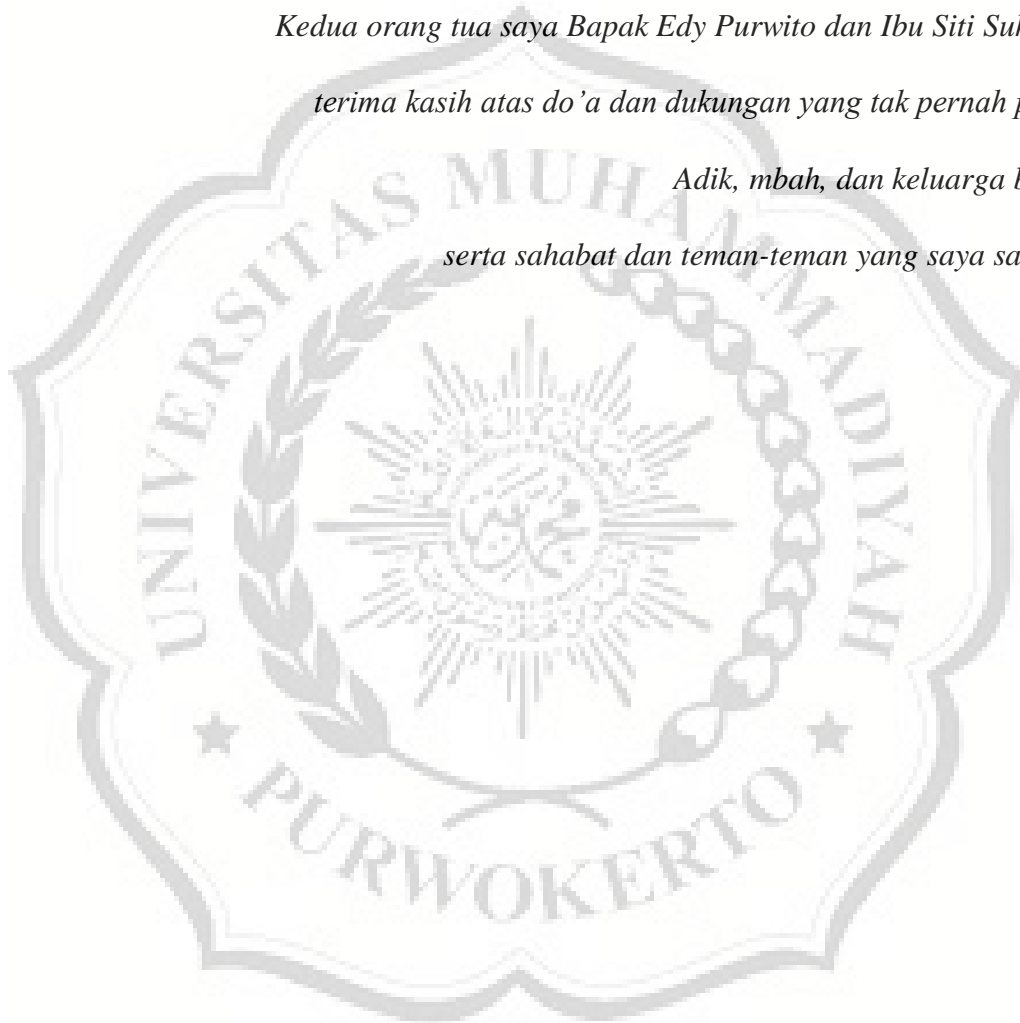 Kedua orang tua saya Bapak Edy Purwito dan Ibu Siti
terima kasih atas do’a dan dukungan yang tak pernah
Adik, mbah, dan keluarga
serta sahabat dan teman-teman yang saya
UNIVERSITAS MUHAMMADIYAH
PURWOKERTO